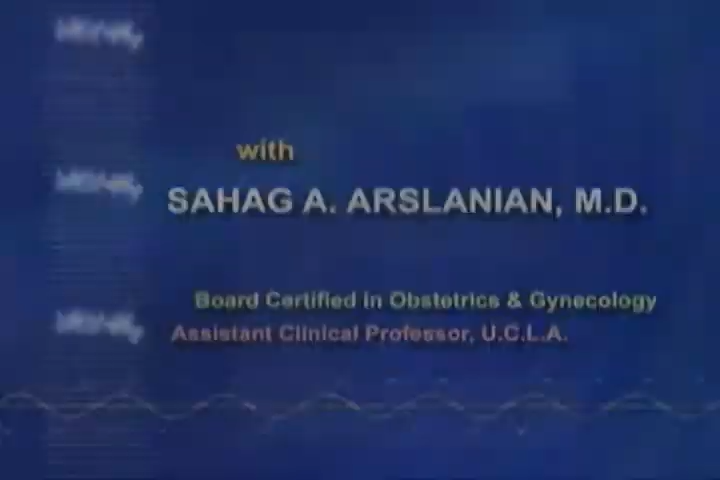 with
SAHAG A. ARSLANIAN, M.D.
Board Certified in Obstetrics & Gynecology
Assistant Clinical Professor, U.C.L.A.